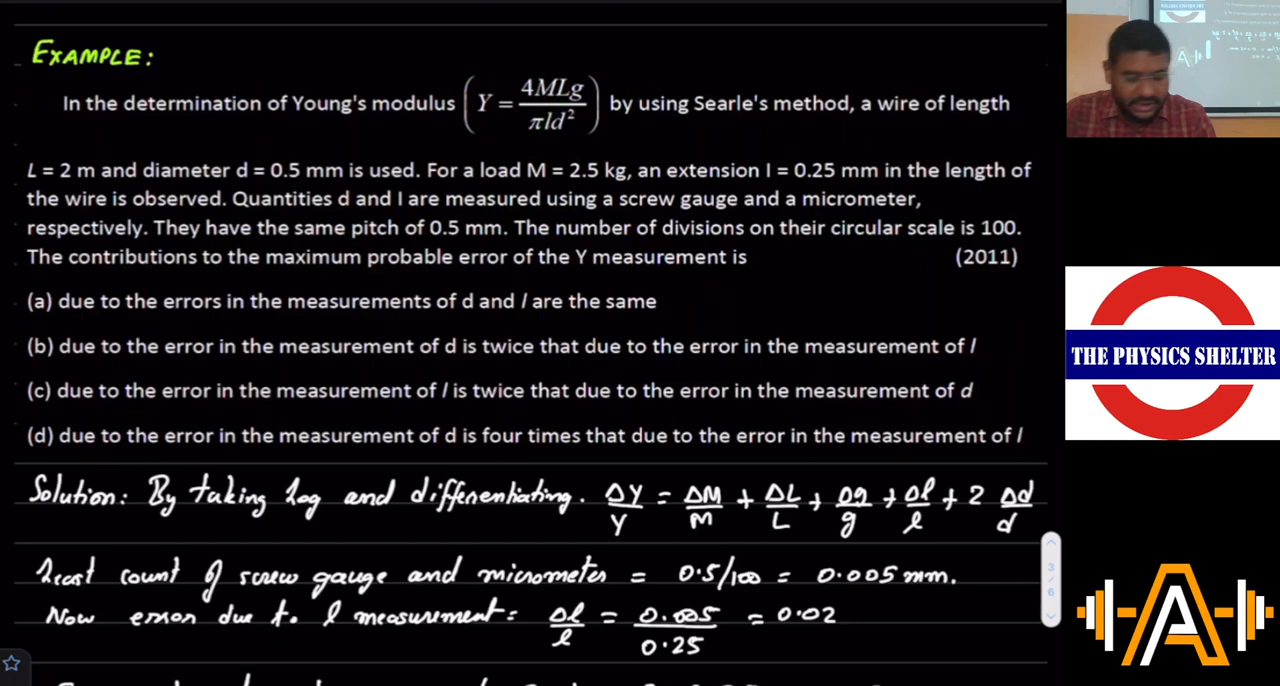 EXAMPLE:
In the determination of Young's modulus (Y = 4MLg / πld²) by using Searle's method, a wire of length
L = 2 m and diameter d = 0.5 mm is used. For a load M = 2.5 kg, an extension l = 0.25 mm in the length of
the wire is observed. Quantities d and l are measured using a screw gauge and a micrometer,
respectively. They have the same pitch of 0.5 mm. The number of divisions on their circular scale is 100.
The contributions to the maximum probable error of the Y measurement is (2011)
(a) due to the errors in the measurements of d and l are the same
(b) due to the error in the measurement of d is twice that due to the error in the measurement of l
(c) due to the error in the measurement of l is twice that due to the error in the measurement of d
(d) due to the error in the measurement of d is four times that due to the error in the measurement of l
Solution: By taking log and differentiating. ΔY/Y = ΔM/M + ΔL/L + Δg/g + Δl/l + 2 Δd/d
Least count of screw gauge and micrometer = 0.5/100 = 0.005 mm.
Now error due to l measurement: Δl/l = 0.005/0.25 = 0.02
THE PHYSICS SHELTER
3
/
6
A